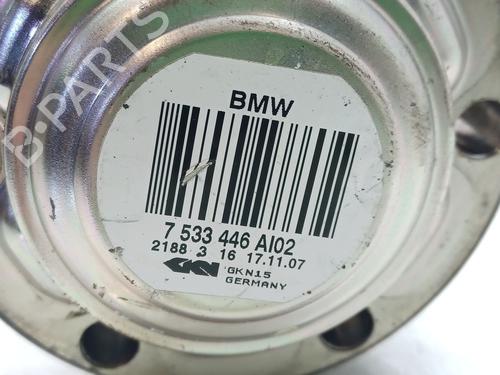 B-PARTS
BMW
7 533 446 AI02
2188 3 16 17.11.07
GKN
GKN15
GERMANY